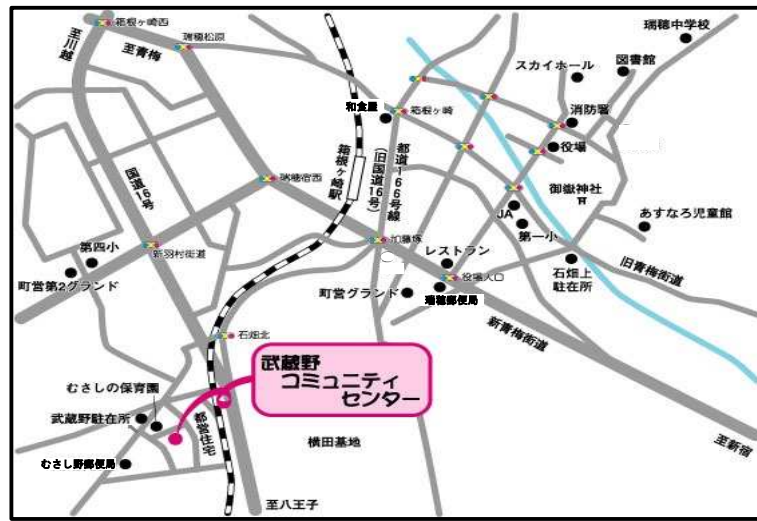 箱根ヶ崎西
至川越
至青梅
瑞穂松原
瑞穂中学校
図書館
スカイホール
和食屋
箱根ヶ崎
消防署
役場
箱根ヶ崎駅
都道166号線
(旧国道16号)
国道16号
瑞穂宿西
御嶽神社
あすなろ児童館
JA
第一小
加藤塚
新羽村街道
第四小
町営第2グランド
レストラン
役場入口
石畑上
駐在所
旧青梅街道
町営グランド
瑞穂郵便局
新青梅街道
石畑北
武蔵野
コミュニティ
センター
むさしの保育園
武蔵野駐在所
都営住宅
むさし野郵便局
横田基地
至新宿
至八王子